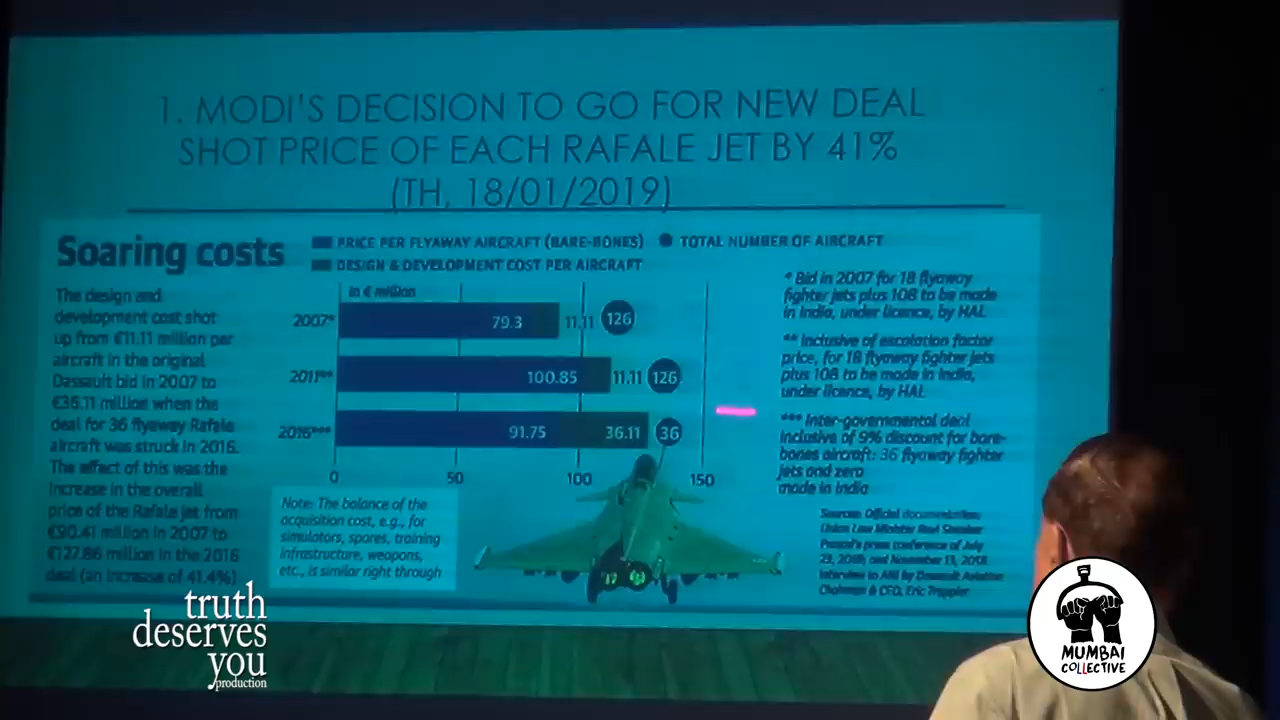 1. MODI'S DECISION TO GO FOR NEW DEAL
SHOT PRICE OF EACH RAFALE JET BY 41%
(TH, 18/01/2019)
Soaring costs
PRICE PER FLYAWAY AIRCRAFT (BARE-BONES)
TOTAL NUMBER OF AIRCRAFT
DESIGN & DEVELOPMENT COST PER AIRCRAFT
The design and
development cost shot
up from €11.11 million per
aircraft in the original
Dassault bid in 2007 to
€36.11 million when the
deal for 36 flyaway Rafale
aircraft was struck in 2016.
The effect of this was the
increase in the overall
price of the Rafale jet from
€90.41 million in 2007 to
€127.86 million in the 2016
deal (an increase of 41.4%)
In € million
2007* 79.3 11.11 126
2011** 100.85 11.11 126
2016*** 91.75 36.11 36
0 50 100 150
Note: The balance of the
acquisition cost, e.g., for
simulators, spares, training
infrastructure, weapons,
etc., is similar right through
* Bid in 2007 for 18 flyaway
fighter jets plus 108 to be made
in India, under licence, by HAL
** Inclusive of escalation factor
price, for 18 flyaway fighter jets
plus 108 to be made in India,
under licence, by HAL
*** Inter-governmental deal
inclusive of 9% discount for bare-
bones aircraft: 36 flyaway fighter
jets and zero
made in India
Sources: Official documentation;
Union Law Minister Ravi Shankar
Prasad's press conference of July
23, 2018; and November 13, 2018
interview to ANI by Dassault Aviation
Chairman & CEO, Eric Trappier
truth
deserves
you
production
MUMBAI
COLLECTIVE